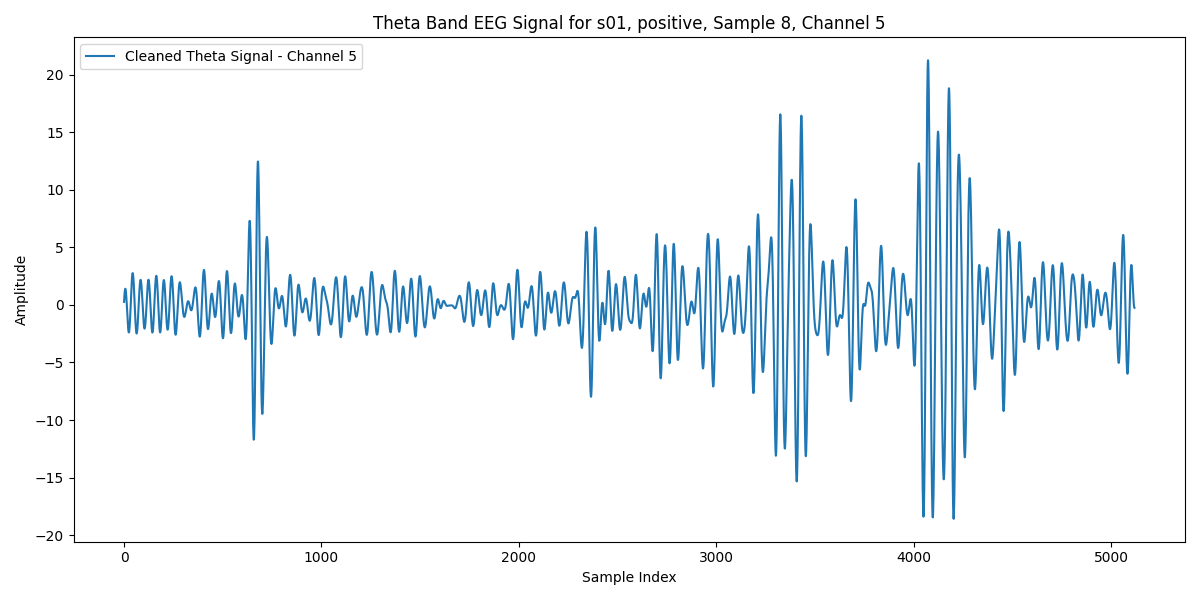 Theta Band EEG Signal for s01, positive, Sample 8, Channel 5
Cleaned Theta Signal - Channel 5
20
15
10
5
0
−5
−10
−15
−20
Amplitude
0 1000 2000 3000 4000 5000
Sample Index